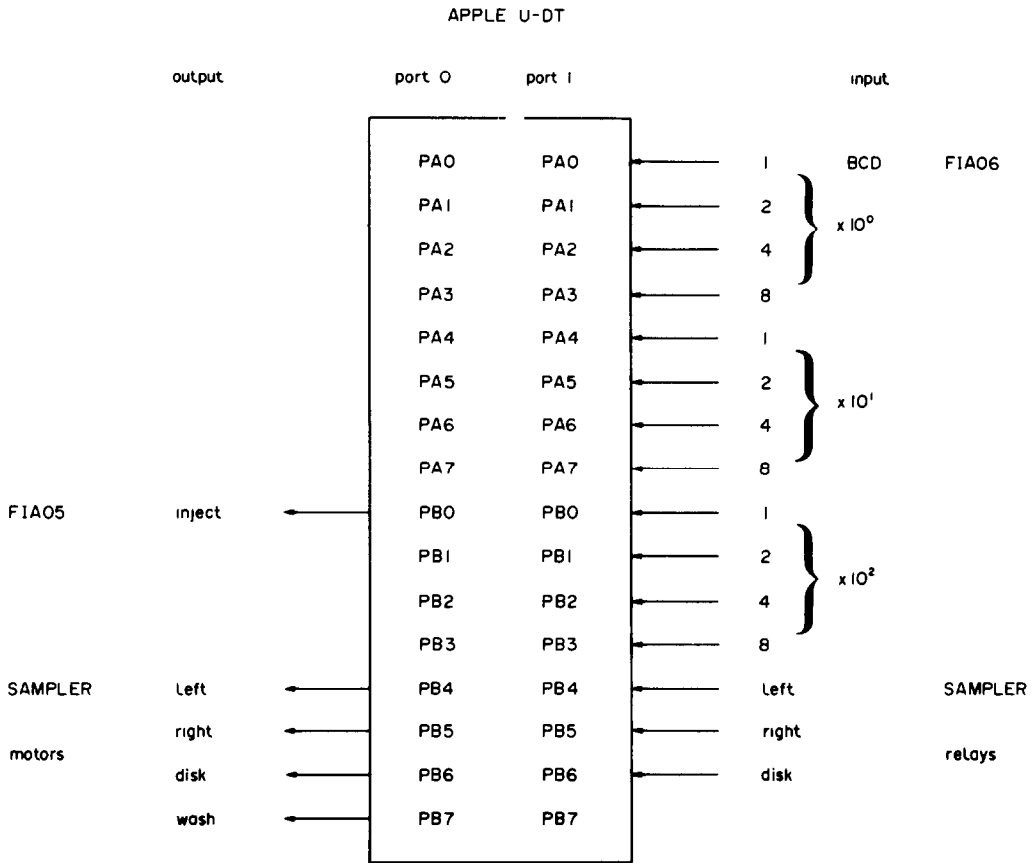 APPLE U-DT
output port 0 port 1 input
PA0 PA0 1 BCD FIA06
PA1 PA1 2
x 10⁰
PA2 PA2 4
PA3 PA3 8
PA4 PA4 1
PA5 PA5 2
x 10¹
PA6 PA6 4
PA7 PA7 8
FIA05 inject PB0 PB0 1
PB1 PB1 2
x 10²
PB2 PB2 4
PB3 PB3 8
SAMPLER left PB4 PB4 left SAMPLER
right PB5 PB5 right
motors relays
disk PB6 PB6 disk
wash PB7 PB7